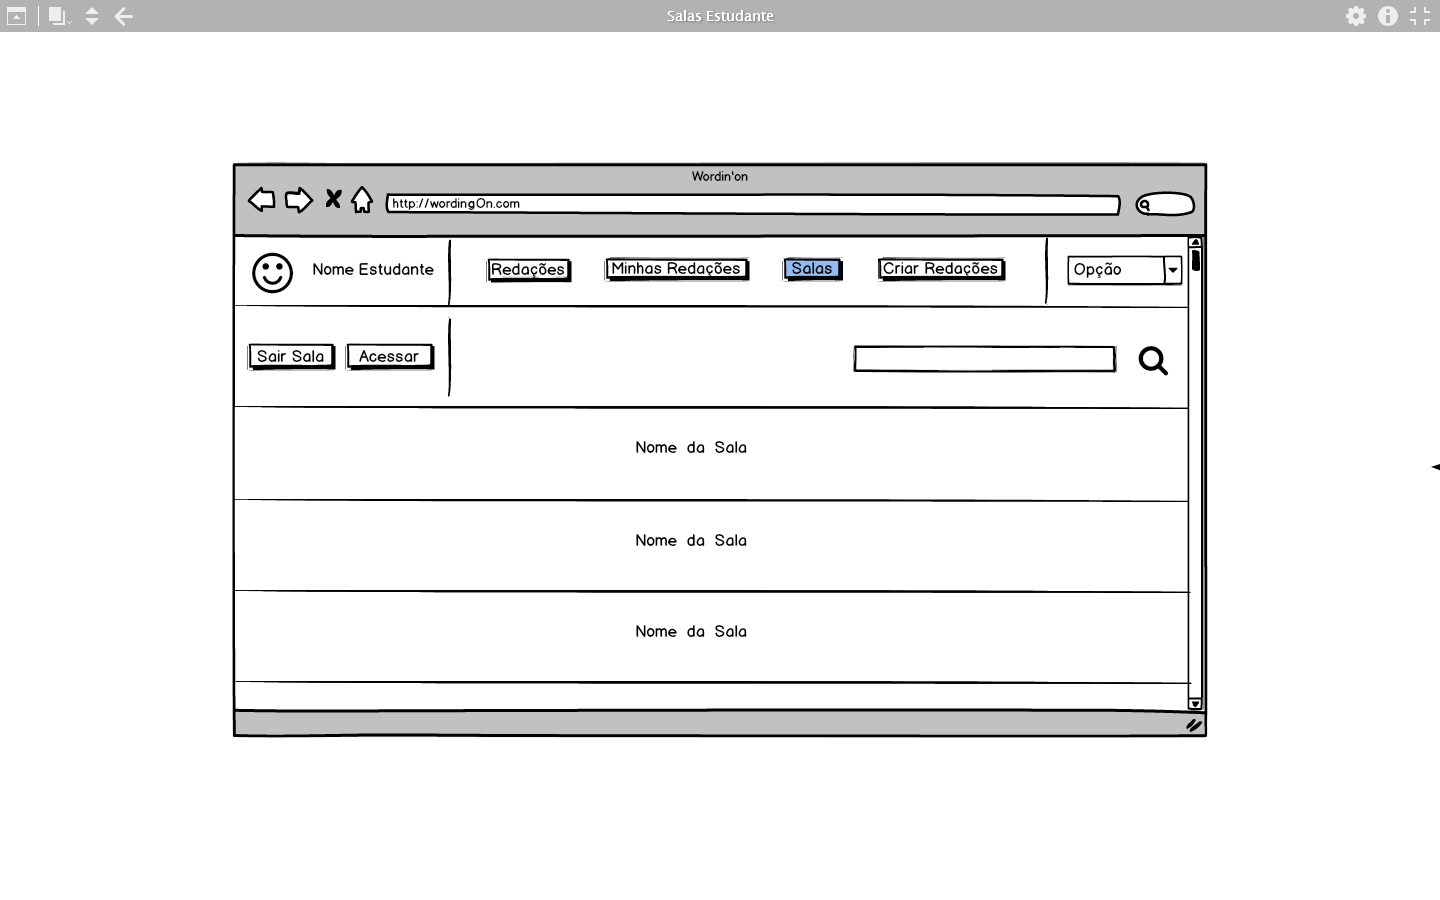 Salas Estudante
Wordin'on
http://wordingOn.com
Nome Estudante
Redações
Minhas Redações
Salas
Criar Redações
Opção
Sair Sala
Acessar
Nome da Sala
Nome da Sala
Nome da Sala